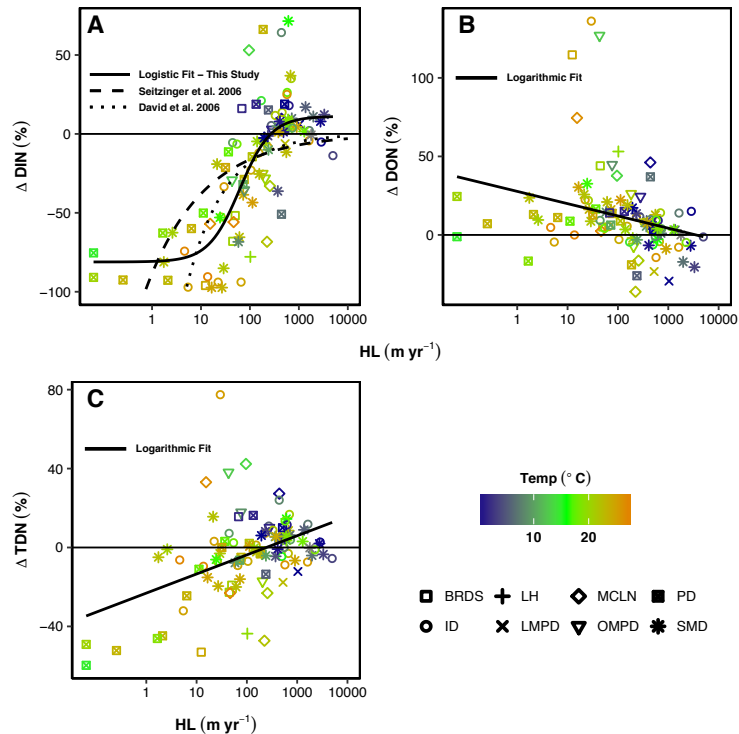 A
Logistic Fit – This Study
Seitzinger et al. 2006
David et al. 2006
Δ DIN (%)
50
0
−50
−100
1 10 100 1000 10000
B
Logarithmic Fit
Δ DON (%)
100
50
0
1 10 100 1000 10000
HL (m yr⁻¹)
C
Logarithmic Fit
Δ TDN (%)
80
40
0
−40
1 10 100 1000 10000
HL (m yr⁻¹)
Temp (° C)
10 20
BRDS LH MCLN PD
ID LMPD OMPD SMD